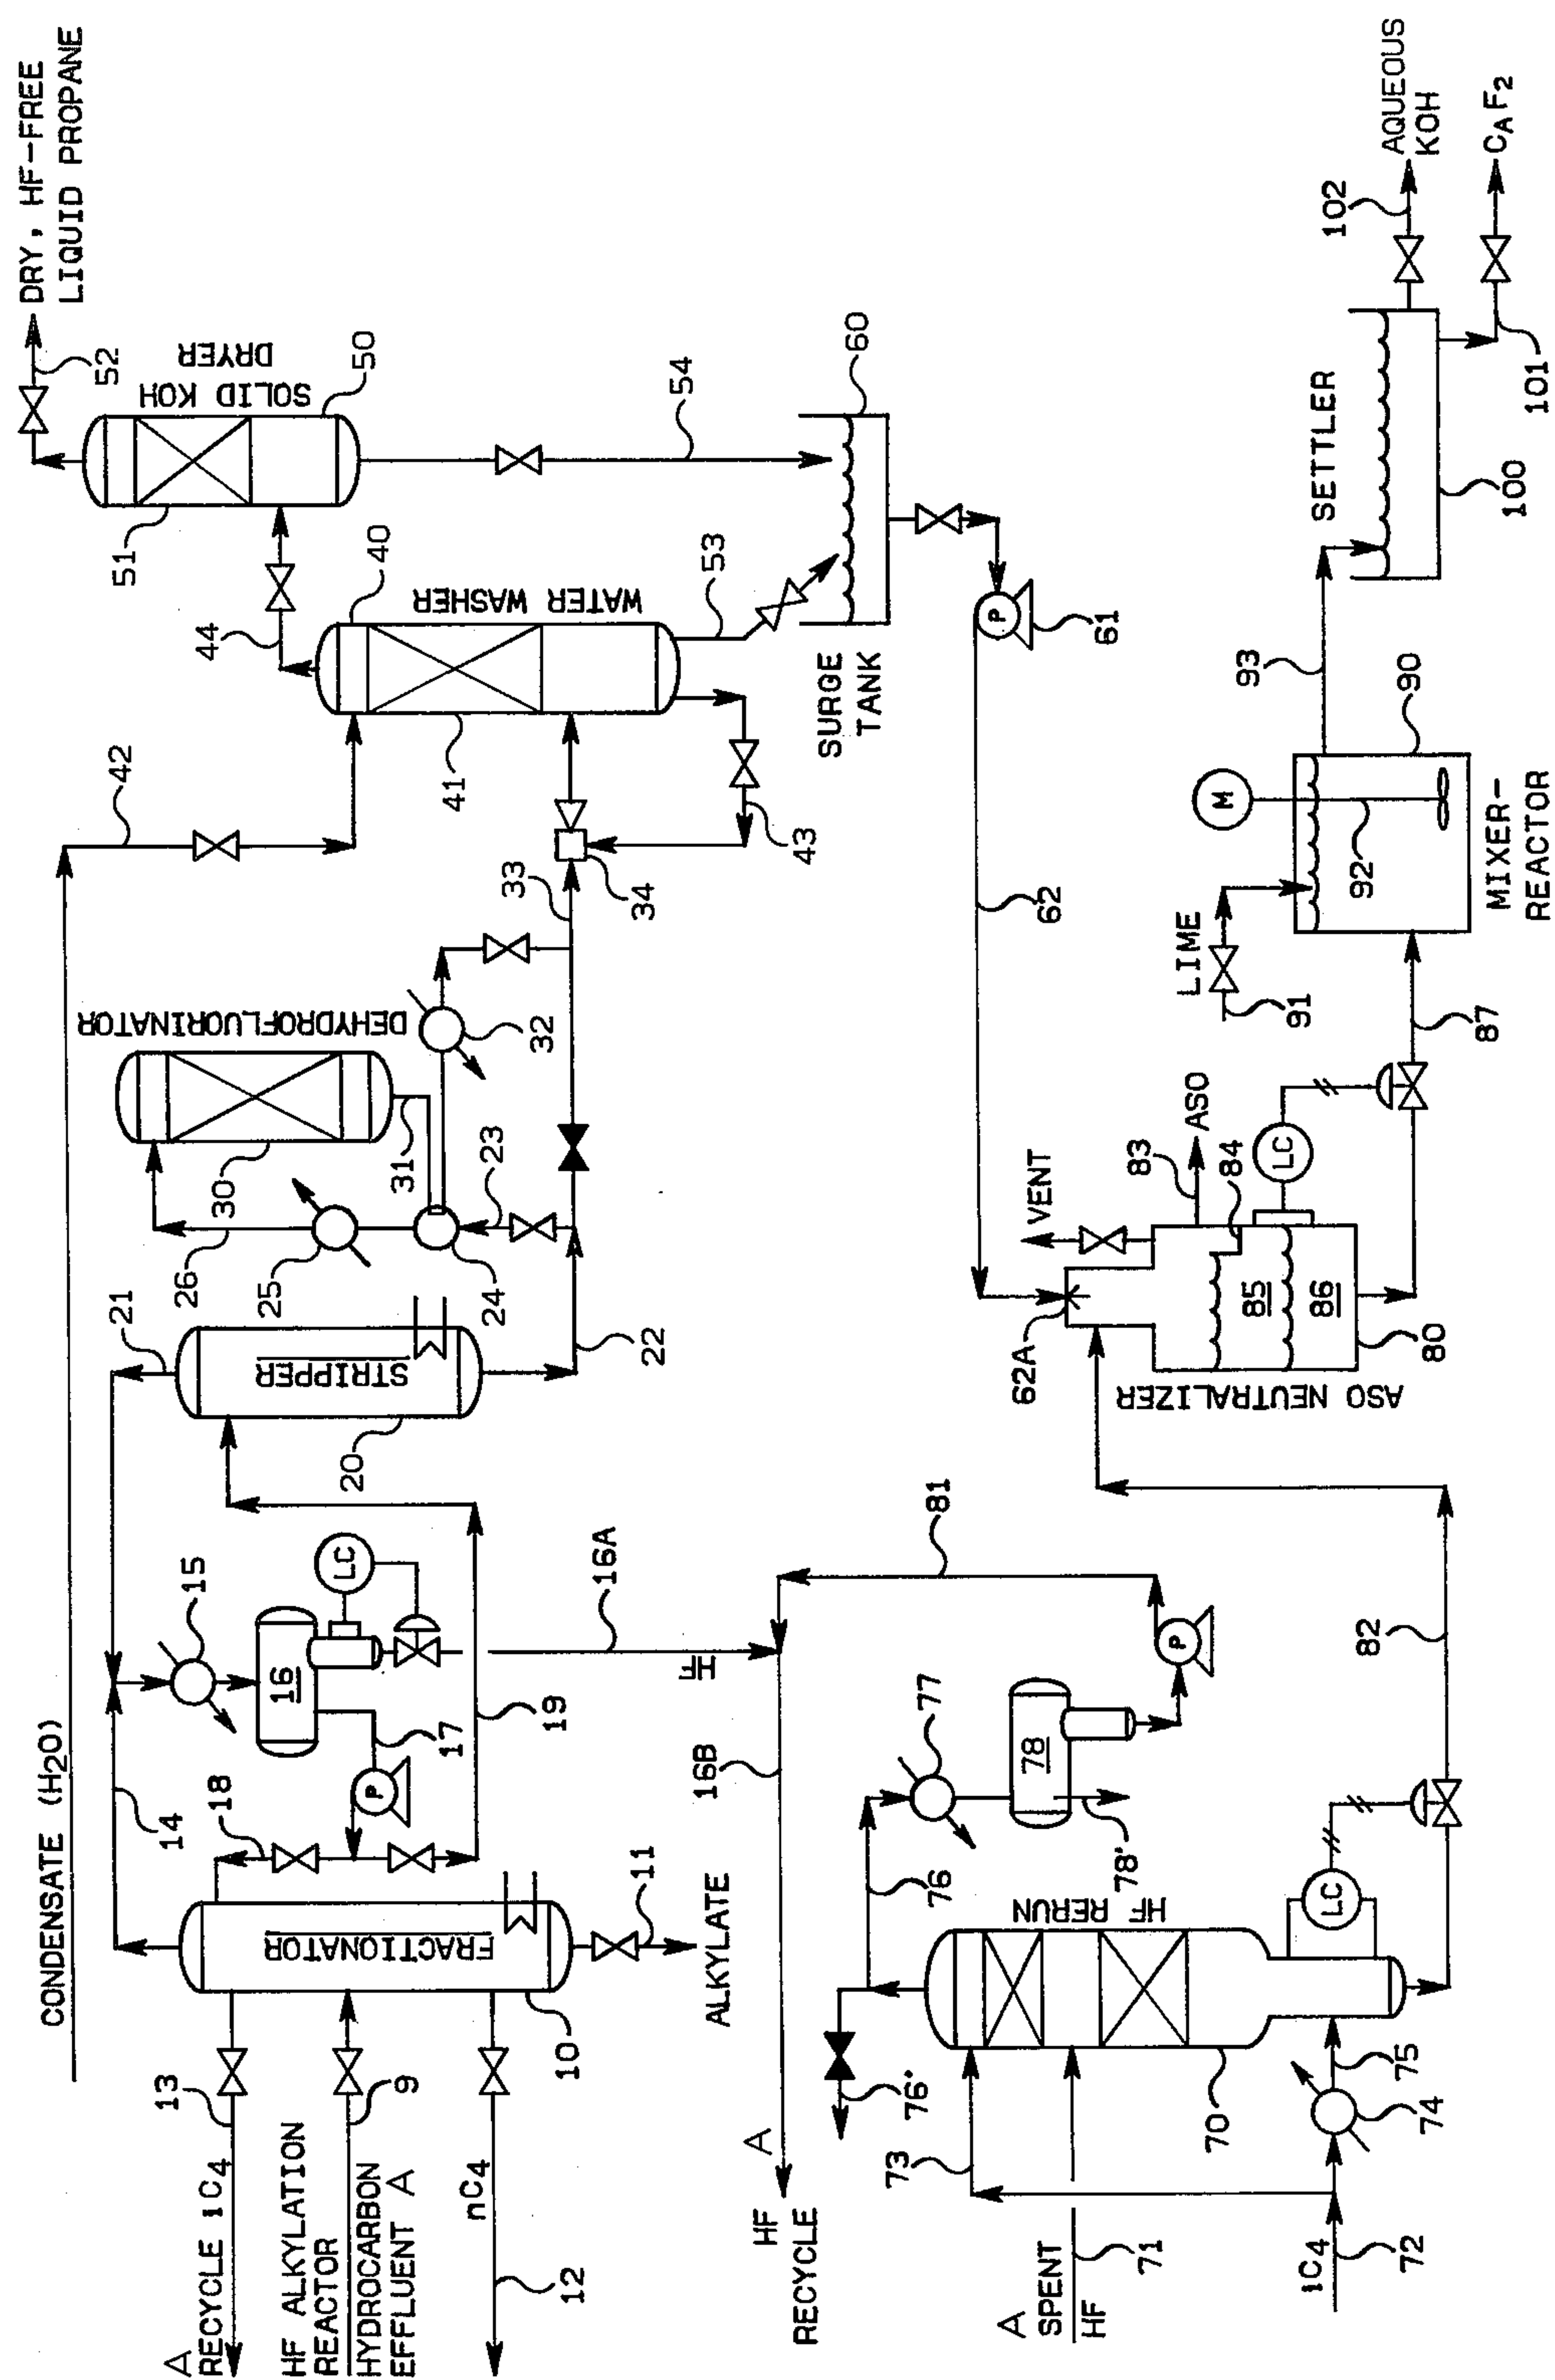 CONDENSATE (H2O)
DRY, HF-FREE
LIQUID PROPANE
52
SOLID KOH
DRYER
50
51
54
44
40
WATER WASHER
41
42
43
53
60
SURGE
TANK
61
62
33
34
DEHYDROFLUORINATOR
32
30
31
26
25
24
23
22
21
STRIPPER
20
15
16
LC
16A
HF
17
P
18
19
14
FRACTIONATOR
10
11
ALKYLATE
13
A
RECYCLE iC4
HF ALKYLATION
REACTOR
HYDROCARBON
EFFLUENT A
9
nC4
12
16B
A
HF
RECYCLE
81
P
77
78
78'
76
76'
HF RERUN
LC
70
73
A
SPENT
HF
71
iC4
72
74
75
82
62A
VENT
83
ASO
84
85
86
80
LC
ASO NEUTRALIZER
87
LIME
91
92
M
90
MIXER-
REACTOR
93
SETTLER
100
101
102
AQUEOUS
KOH
CAF2
P